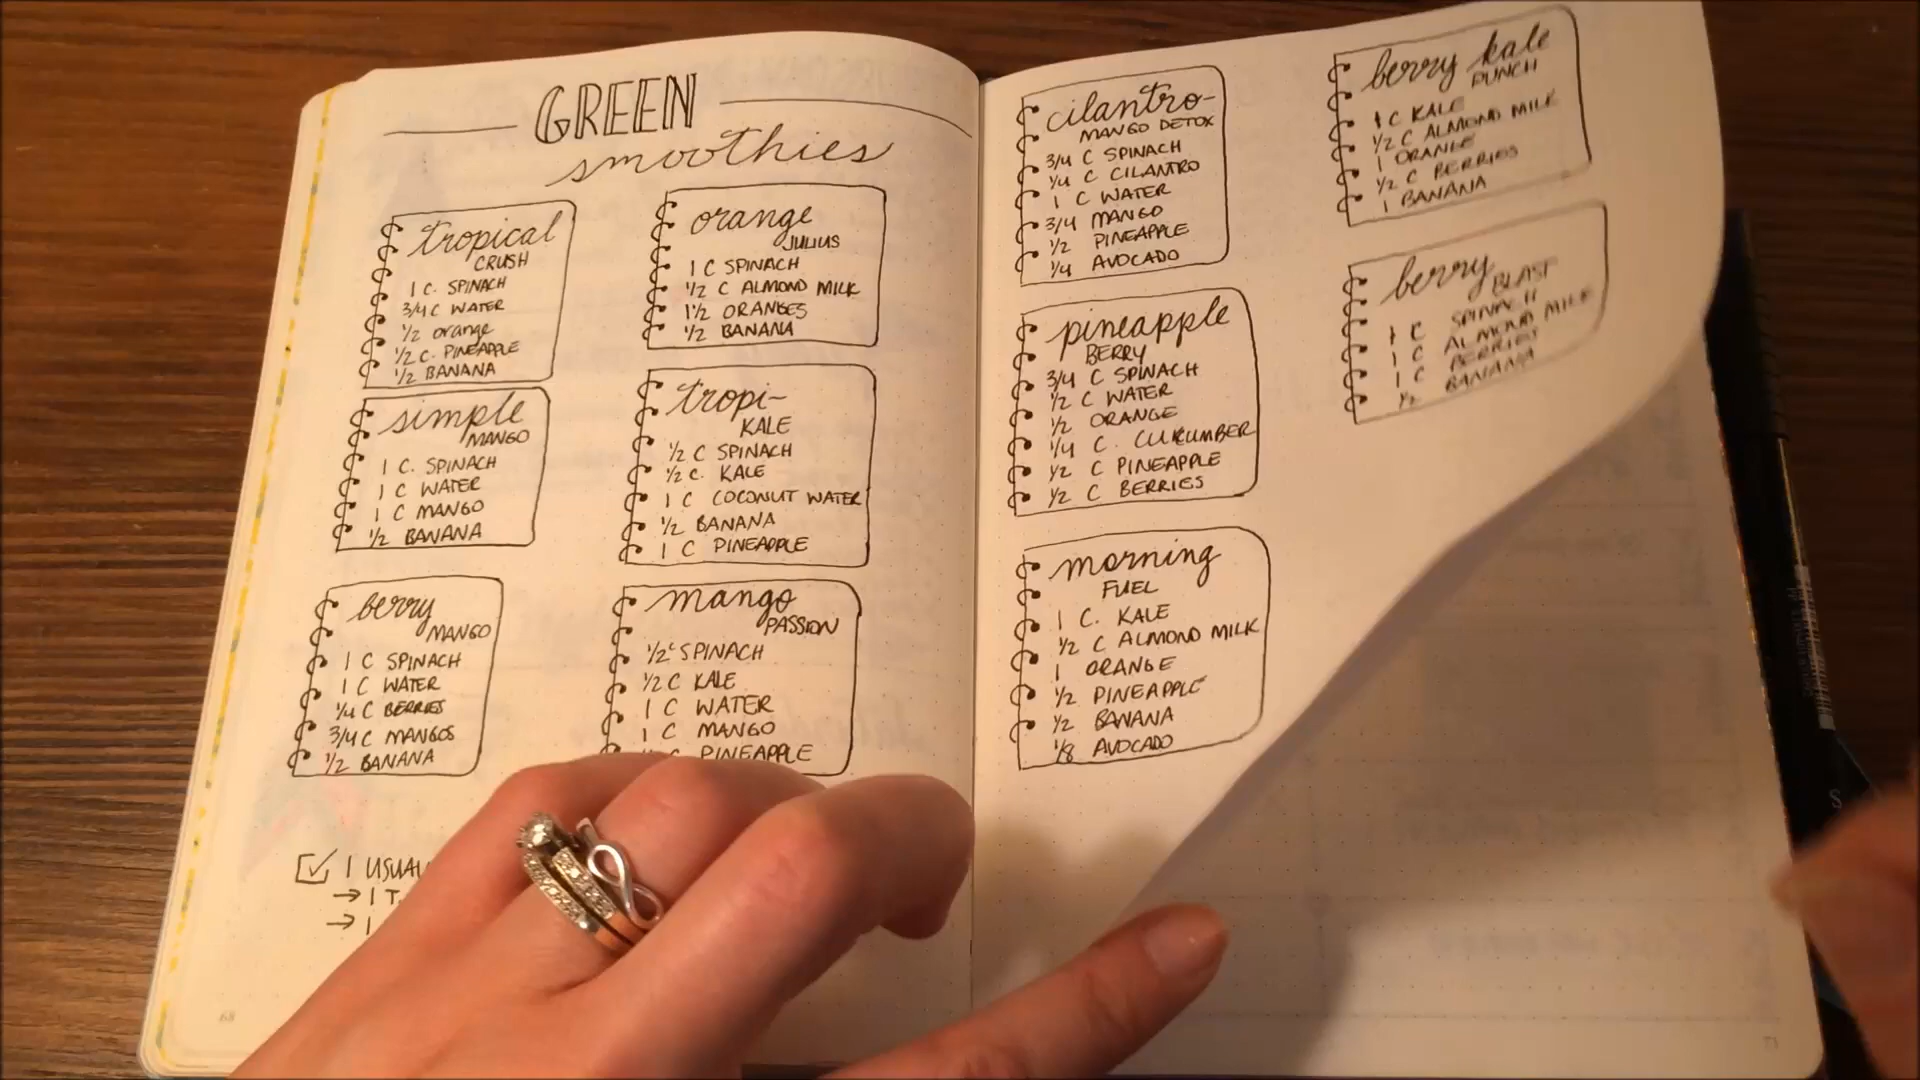 GREEN
smoothies
tropical
CRUSH
1 C. SPINACH
3/4 C WATER
1/2 orange
1/2 C. PINEAPPLE
1/2 BANANA
simple
MANGO
1 C. SPINACH
1 C WATER
1 C MANGO
1/2 BANANA
berry
MANGO
1 C SPINACH
1 C WATER
1/4 C BERRIES
3/4 C MANGOS
1/2 BANANA
orange
JULIUS
1 C SPINACH
1/2 C ALMOND MILK
1 1/2 ORANGES
1/2 BANANA
tropi-
KALE
1/2 C SPINACH
1/2 C. KALE
1 C COCONUT WATER
1/2 BANANA
1 C PINEAPPLE
mango
PASSION
1/2 C SPINACH
1/2 C KALE
1 C WATER
1 C MANGO
C PINEAPPLE
I USUAL
→ 1 T.
→ 1
68
cilantro-
MANGO DETOX
3/4 C SPINACH
1/4 C CILANTRO
1 C WATER
3/4 MANGO
1/2 PINEAPPLE
1/4 AVOCADO
pineapple
BERRY
3/4 C SPINACH
1/2 C WATER
1/2 ORANGE
1/4 C. CUCUMBER
1/2 C PINEAPPLE
1/2 C BERRIES
morning
FUEL
1 C. KALE
1/2 C ALMOND MILK
1 ORANGE
1/2 PINEAPPLE
1/2 BANANA
1/8 AVOCADO
berry kale
PUNCH
1 C KALE
1/2 C ALMOND MILK
1 ORANGE
1/2 C BERRIES
1 BANANA
berry
BLAST
1 C SPINACH
1 C ALMOND MILK
1 C BERRIES
1/2 BANANA